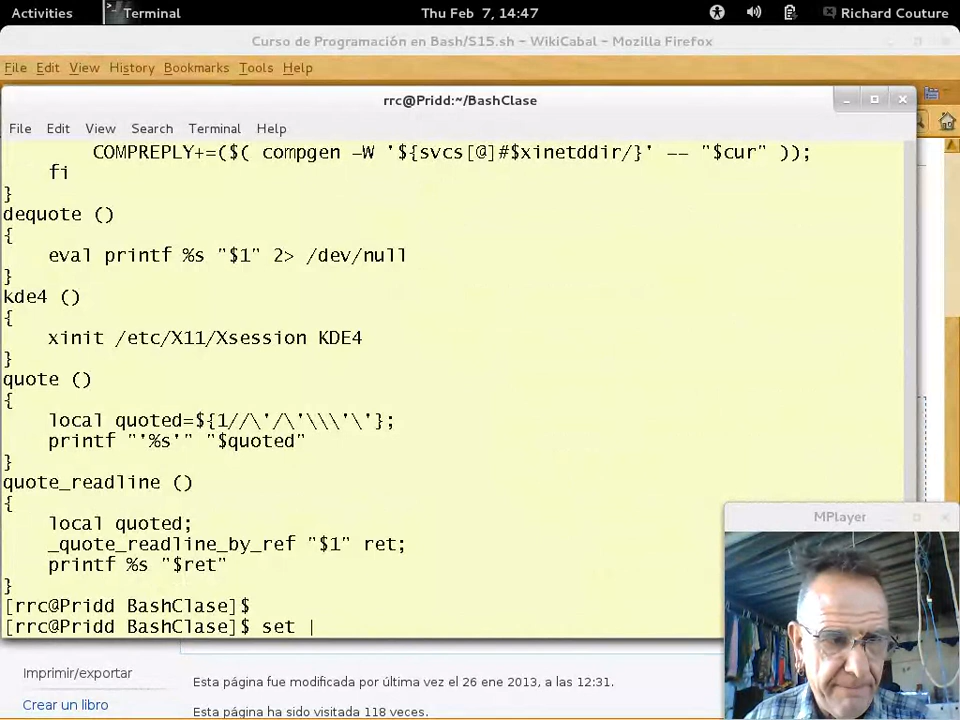 Activities Terminal Thu Feb 7, 14:47 Richard Couture
Curso de Programación en Bash/S15.sh – WikiCabal – Mozilla Firefox
File Edit View History Bookmarks Tools Help
rrc@Pridd:~/BashClase
File Edit View Search Terminal Help
COMPREPLY+=($( compgen -W '${svcs[@]#$xinetddir/}' -- "$cur" ));
fi
}
dequote ()
{
eval printf %s "$1" 2> /dev/null
}
kde4 ()
{
xinit /etc/X11/Xsession KDE4
}
quote ()
{
local quoted=${1//\'/\'\\\'\'};
printf "'%s'" "$quoted"
}
quote_readline ()
{
local quoted;
_quote_readline_by_ref "$1" ret;
printf %s "$ret"
}
[rrc@Pridd BashClase]$
[rrc@Pridd BashClase]$ set |
MPlayer
Imprimir/exportar
Crear un libro
Esta página fue modificada por última vez el 26 ene 2013, a las 12:31.
Esta página ha sido visitada 118 veces.